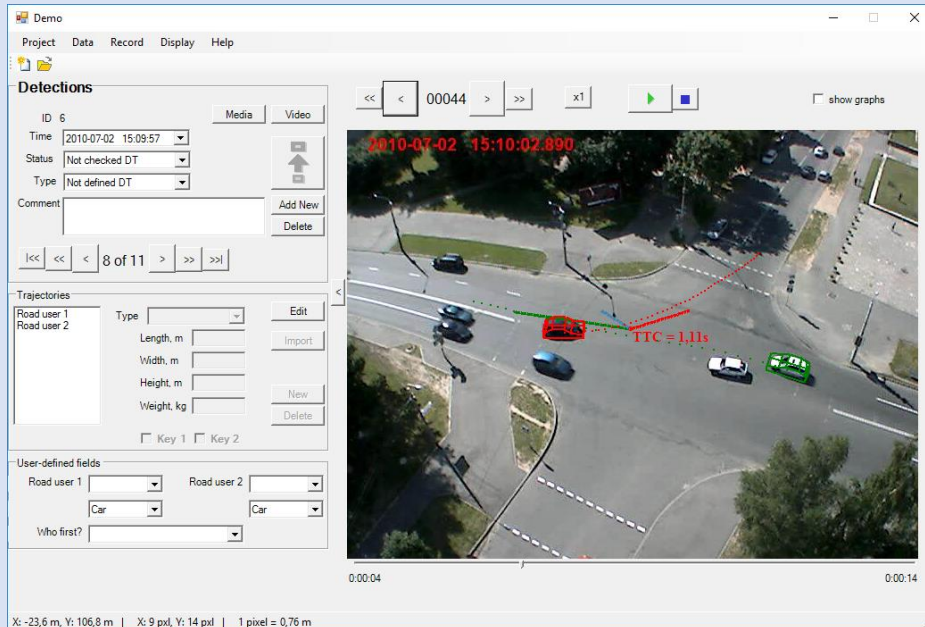 Demo
Project Data Record Display Help
Detections
ID 6
Media Video
Time 2010-07-02 15:09:57
Status Not checked DT
Type Not defined DT
Comment
Add New
Delete
|<< << < 8 of 11 > >> >>|
Trajectories
Road user 1
Road user 2
Type
Length, m
Width, m
Height, m
Weight, kg
Key 1 Key 2
Edit
Import
New
Delete
User-defined fields
Road user 1 Road user 2
Car Car
Who first?
<
<< < 00044 > >> x1
show graphs
2010-07-02 15:10:02.890
TTC = 1,11s
0:00:04 0:00:14
X: -23,6 m, Y: 106,8 m | X: 9 pxl, Y: 14 pxl | 1 pixel = 0,76 m